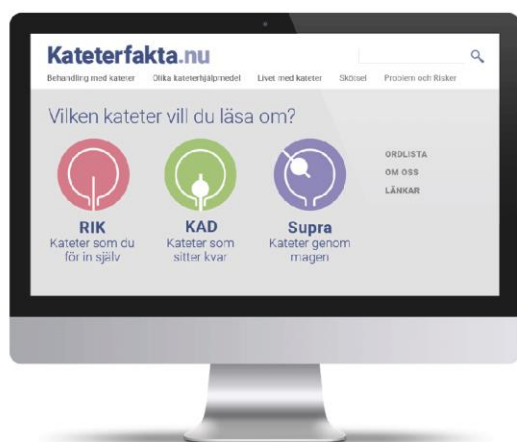 Kateterfakta.nu
Behandling med kateter Olika kateterhjälpmedel Livet med kateter Skötsel Problem och Risker
Vilken kateter vill du läsa om?
RIK
Kateter som du
för in själv
KAD
Kateter som
sitter kvar
Supra
Kateter genom
magen
ORDLISTA
OM OSS
LÄNKAR